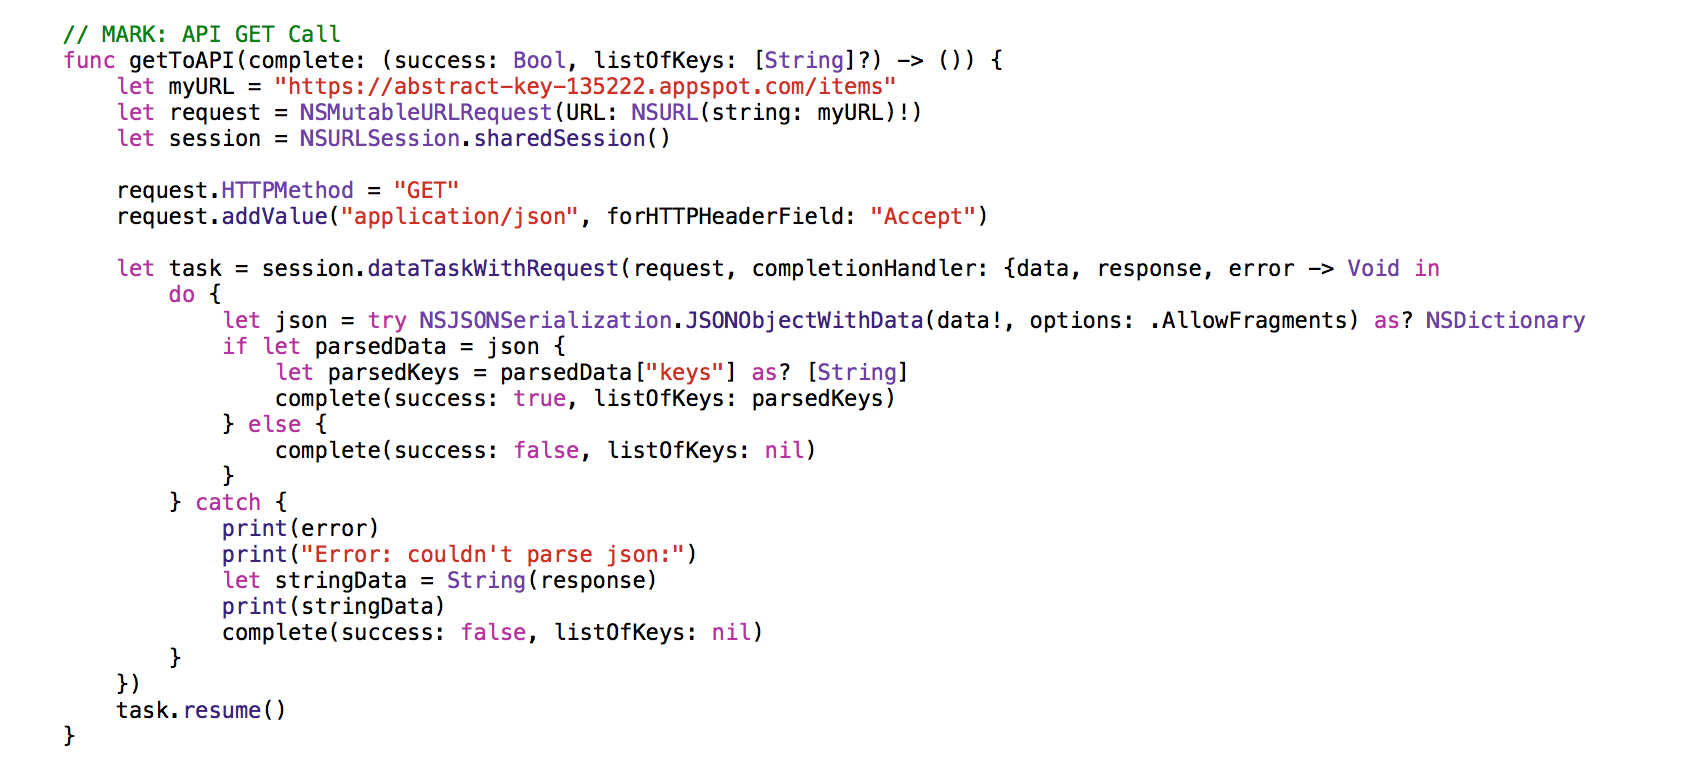 // MARK: API GET Call
func getToAPI(complete: (success: Bool, listOfKeys: [String]?) -> ()) {
    let myURL = "https://abstract-key-135222.appspot.com/items"
    let request = NSMutableURLRequest(URL: NSURL(string: myURL)!)
    let session = NSURLSession.sharedSession()

    request.HTTPMethod = "GET"
    request.addValue("application/json", forHTTPHeaderField: "Accept")

    let task = session.dataTaskWithRequest(request, completionHandler: {data, response, error -> Void in
        do {
            let json = try NSJSONSerialization.JSONObjectWithData(data!, options: .AllowFragments) as? NSDictionary
            if let parsedData = json {
                let parsedKeys = parsedData["keys"] as? [String]
                complete(success: true, listOfKeys: parsedKeys)
            } else {
                complete(success: false, listOfKeys: nil)
            }
        } catch {
            print(error)
            print("Error: couldn't parse json:")
            let stringData = String(response)
            print(stringData)
            complete(success: false, listOfKeys: nil)
        }
    })
    task.resume()
}